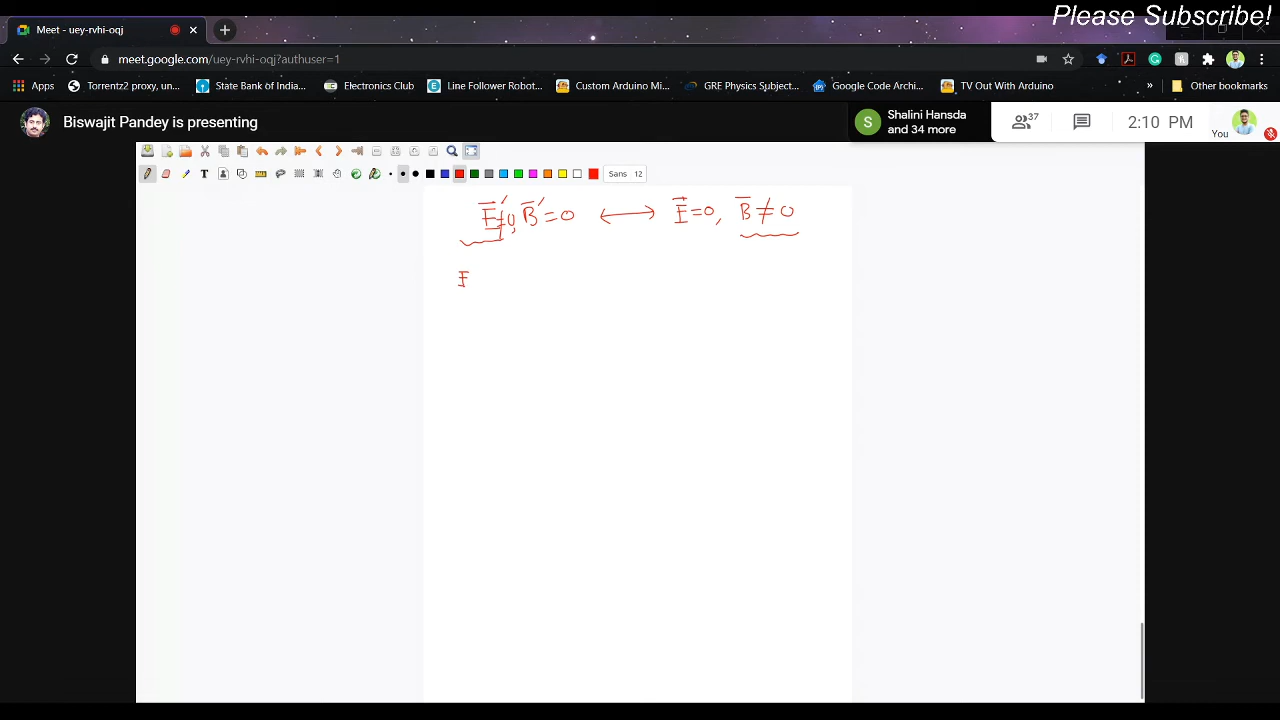 Please Subscribe!
Meet - uey-rvhi-oqj
meet.google.com/uey-rvhi-oqj?authuser=1
Apps Torrentz2 proxy, un... State Bank of India... Electronics Club Line Follower Robot... Custom Arduino Mi... GRE Physics Subject... Google Code Archi... TV Out With Arduino » Other bookmarks
Biswajit Pandey is presenting
S Shalini Hansda and 34 more
37
2:10 PM
You
T Sans 12
E⃗′≠0, B⃗′=0 ⟷ E⃗=0, B⃗≠0
E